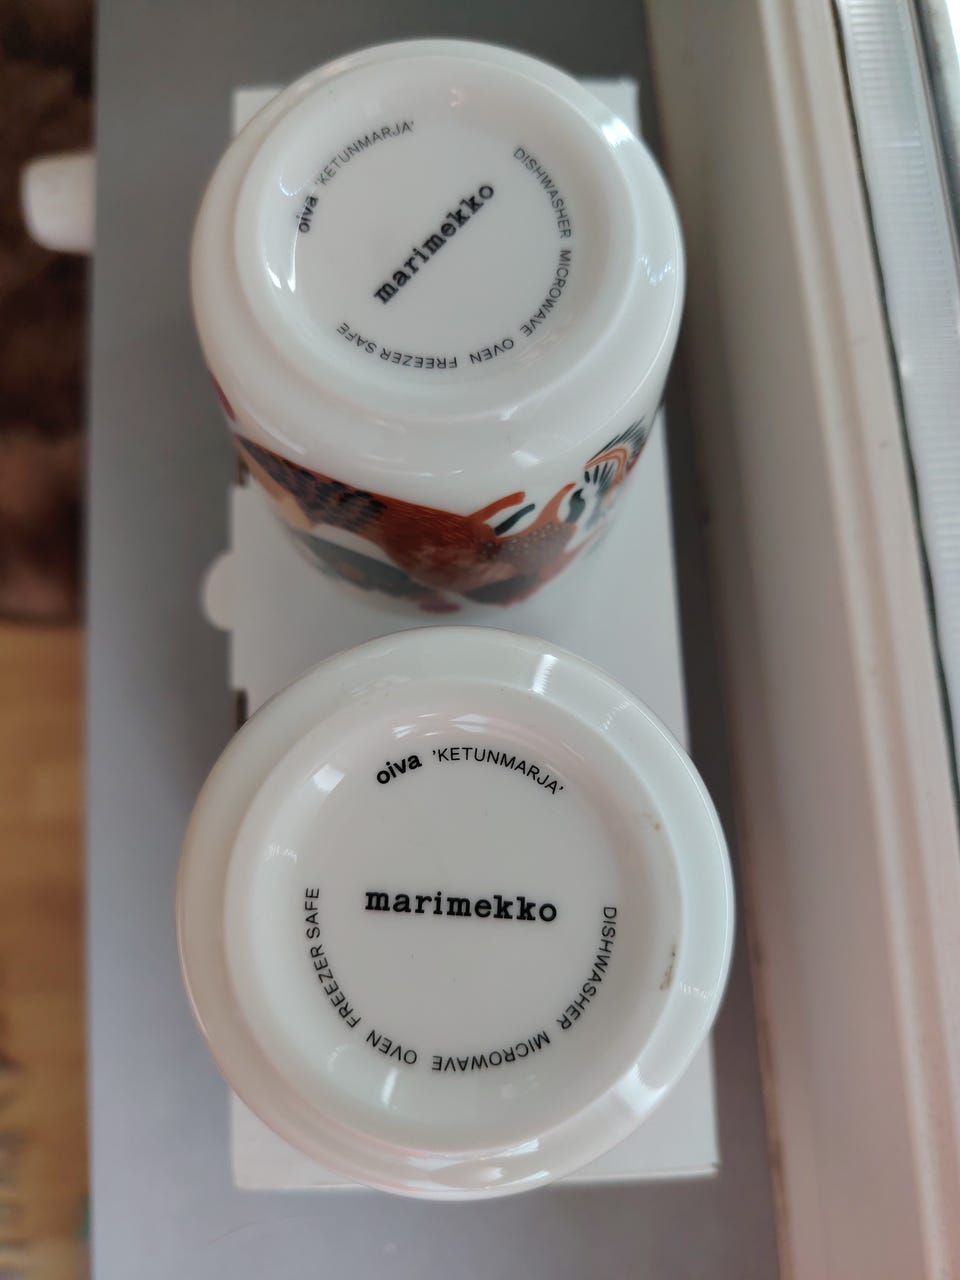 oiva 'KETUNMARJA'
marimekko
DISHWASHER MICROWAVE OVEN FREEZER SAFE
oiva 'KETUNMARJA'
marimekko
DISHWASHER MICROWAVE OVEN FREEZER SAFE